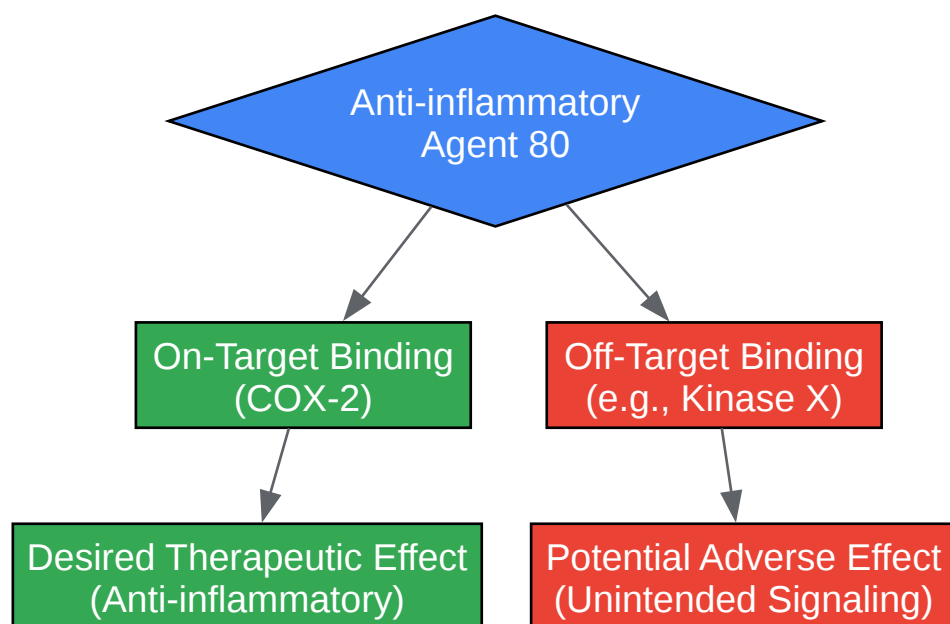 Anti-inflammatory
Agent 80
On-Target Binding
(COX-2)
Off-Target Binding
(e.g., Kinase X)
Desired Therapeutic Effect
(Anti-inflammatory)
Potential Adverse Effect
(Unintended Signaling)